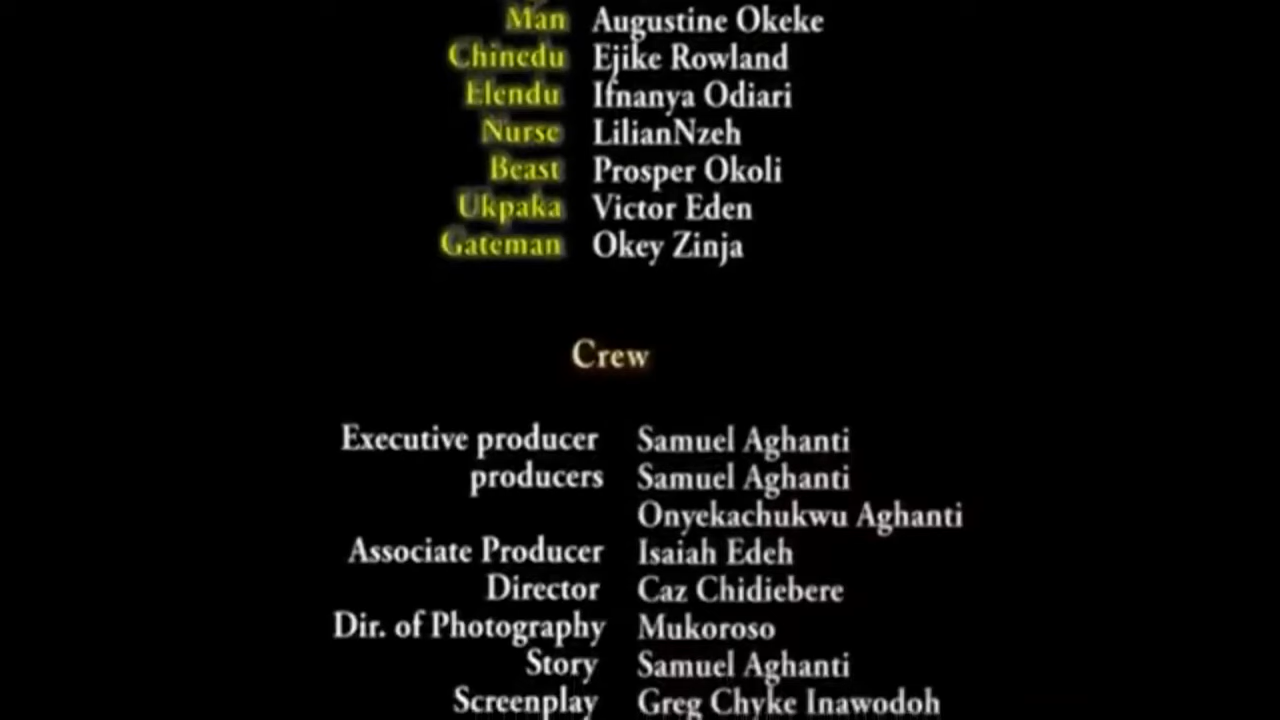 Man Augustine Okeke
Chinedu Ejike Rowland
Elendu Ifnanya Odiari
Nurse LilianNzeh
Beast Prosper Okoli
Ukpaka Victor Eden
Gateman Okey Zinja
Crew
Executive producer Samuel Aghanti
producers Samuel Aghanti
Onyekachukwu Aghanti
Associate Producer Isaiah Edeh
Director Caz Chidiebere
Dir. of Photography Mukoroso
Story Samuel Aghanti
Screenplay Greg Chyke Inawodoh